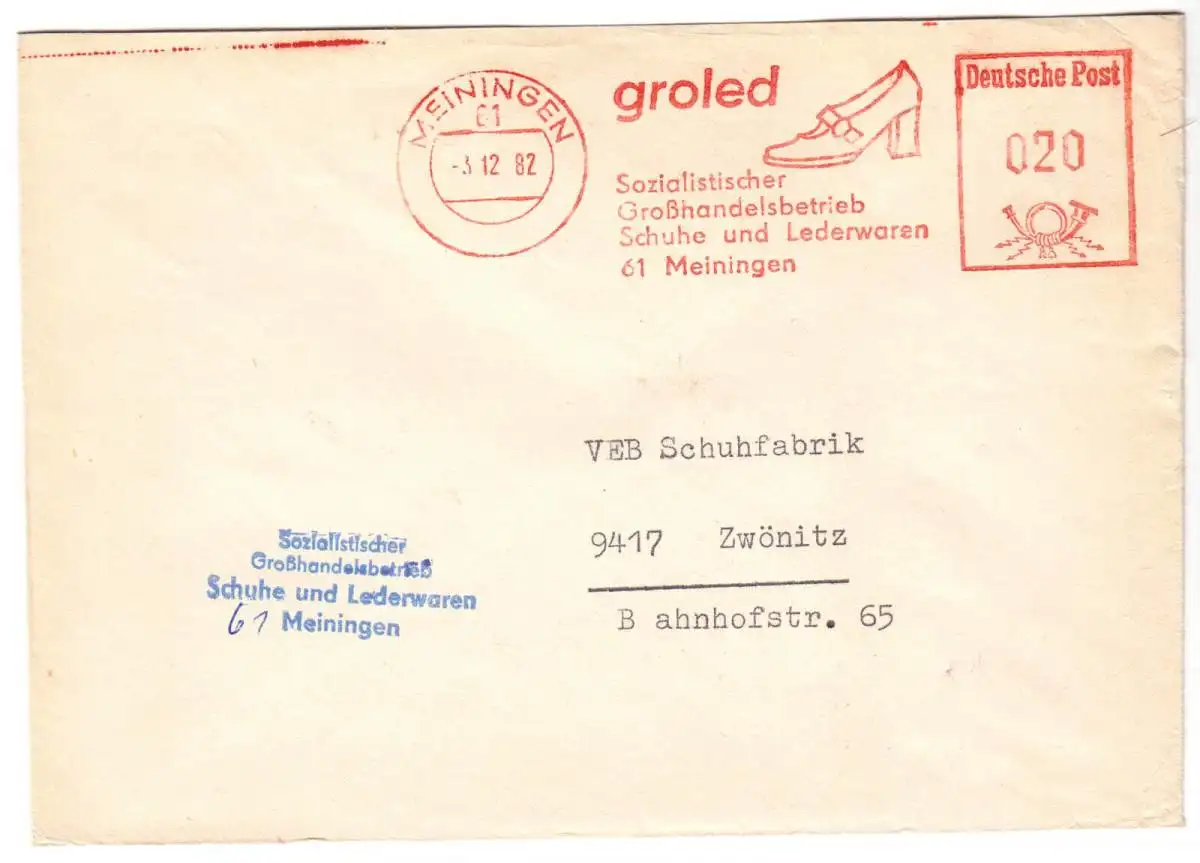 MEININGEN
61
-3 12 82
groled
Sozialistischer
Großhandelsbetrieb
Schuhe und Lederwaren
61 Meiningen
Deutsche Post
020
VEB Schuhfabrik
9417 Zwönitz
B ahnhofstr. 65
Sozialistischer
Großhandelsbetrieb
Schuhe und Lederwaren
61 Meiningen